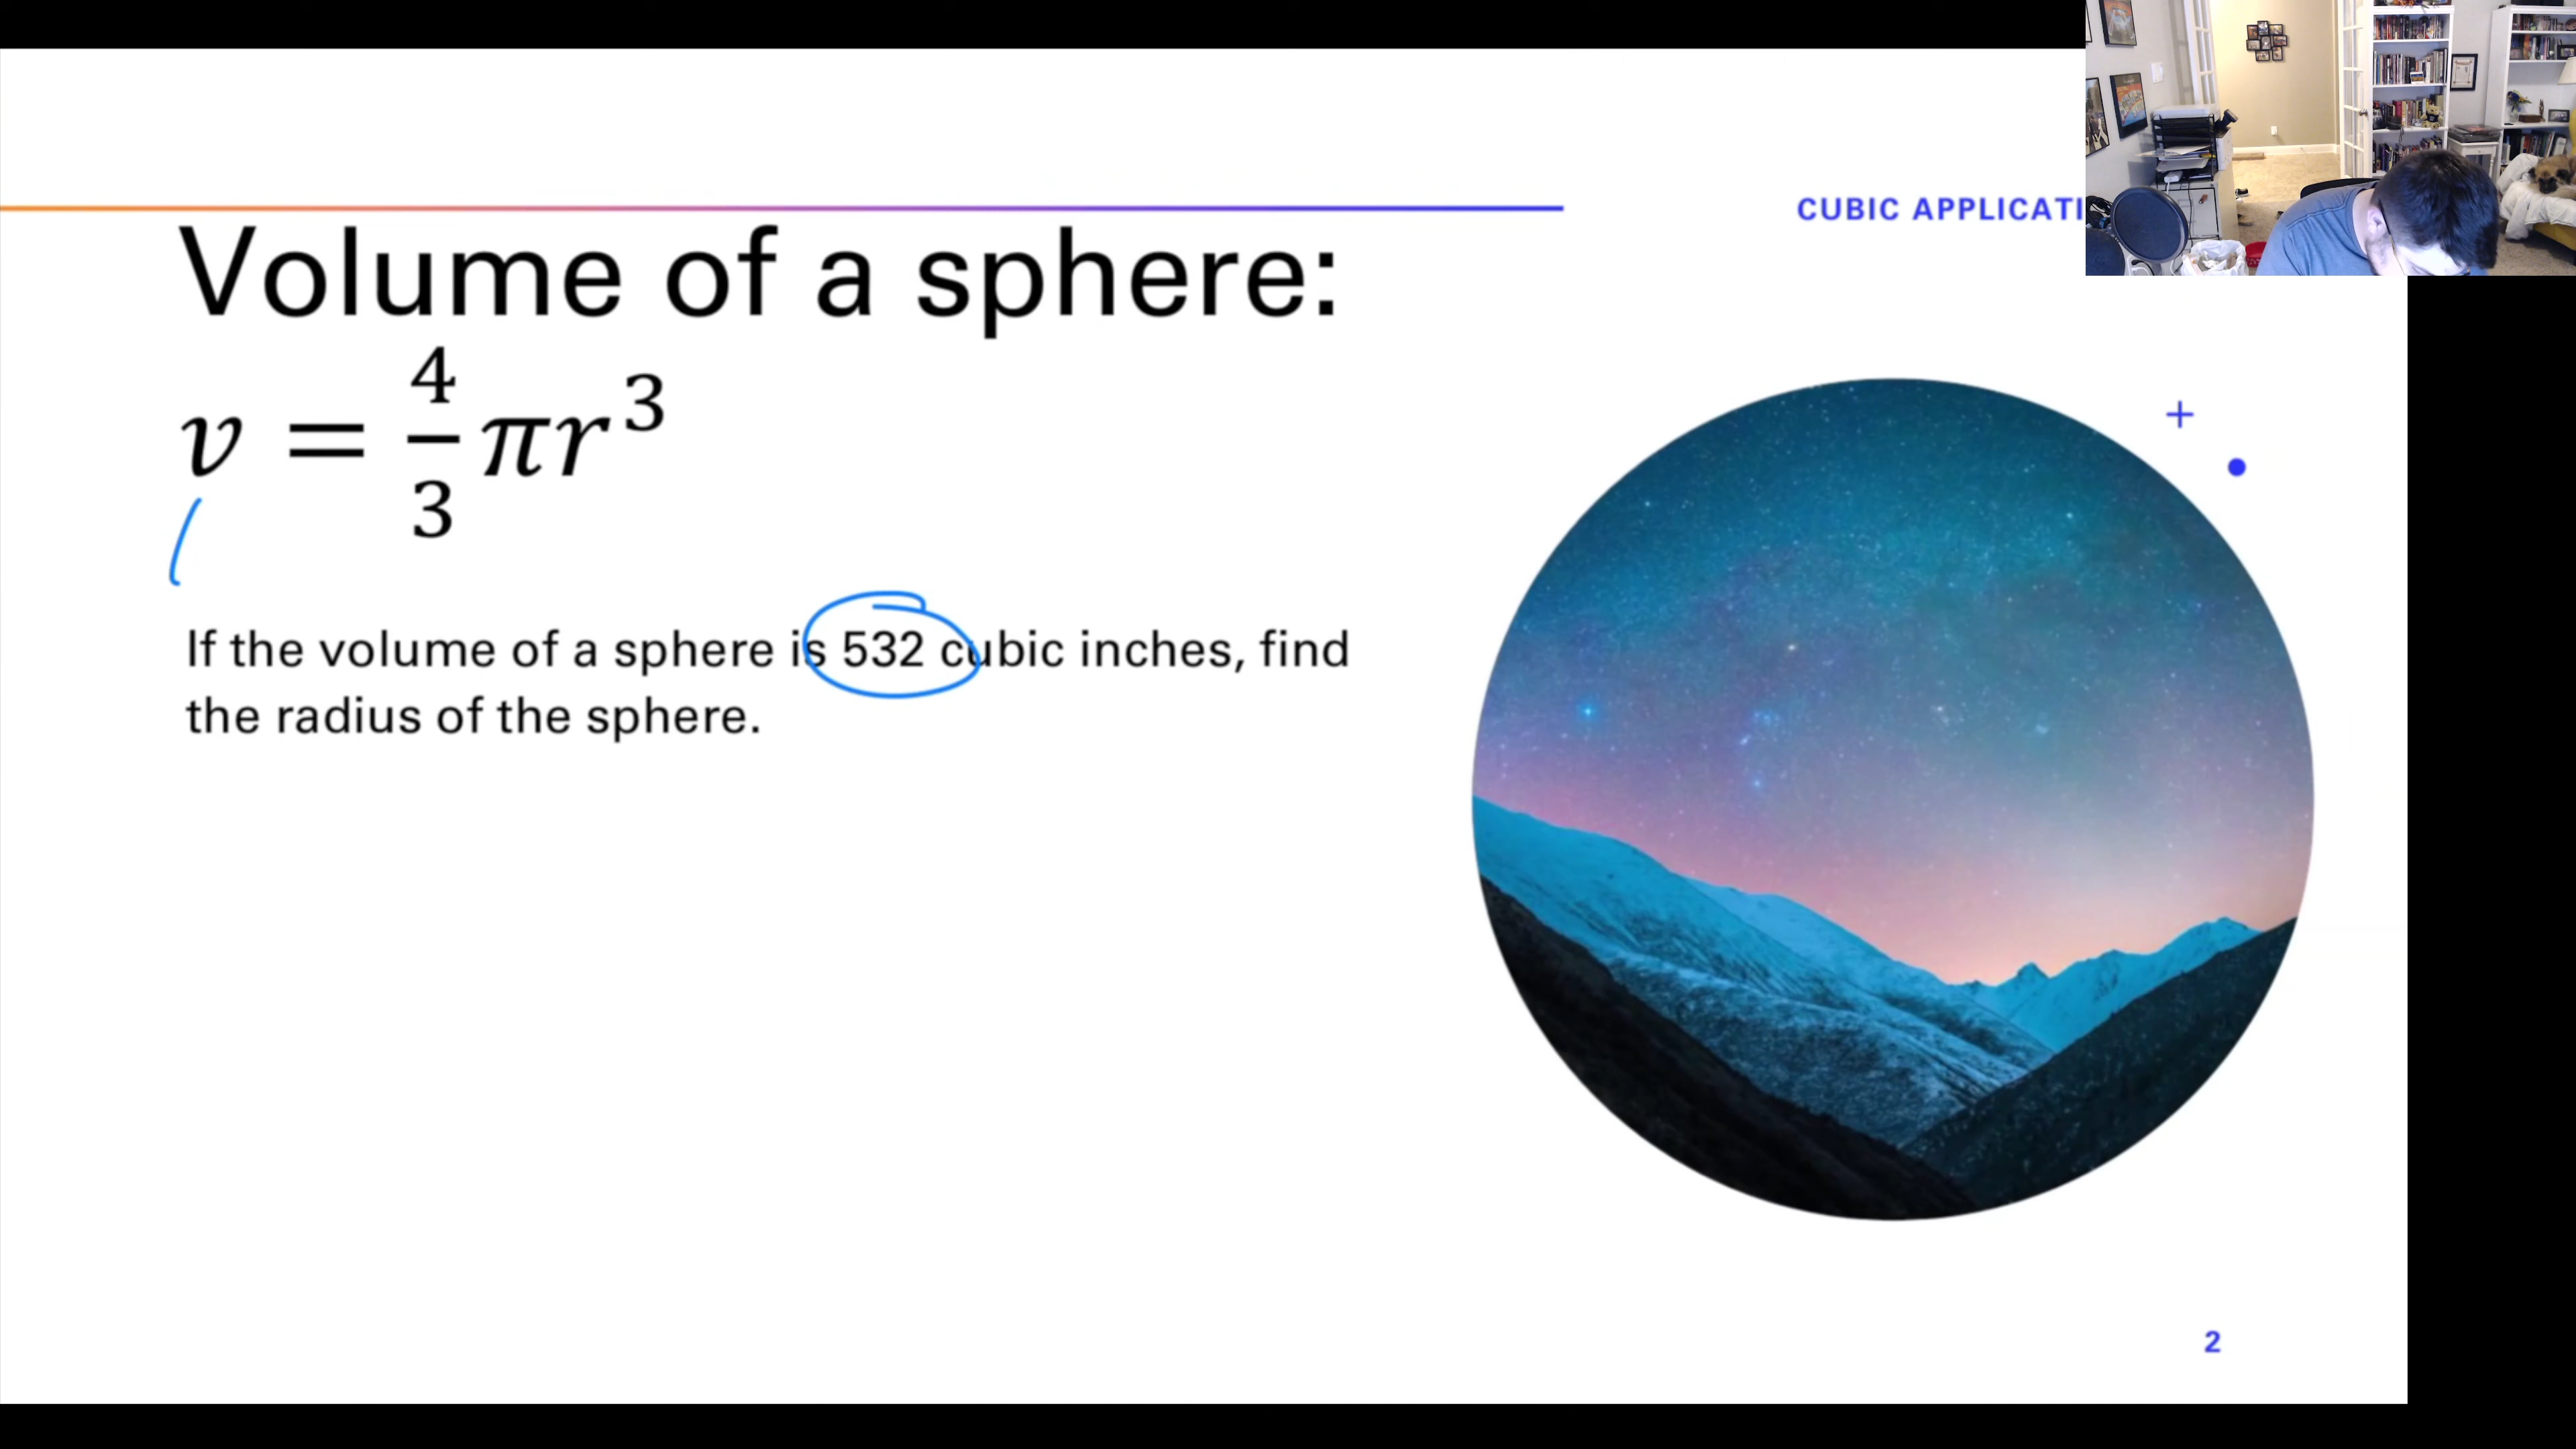 CUBIC APPLICATI
Volume of a sphere:
v = 4/3 πr³
If the volume of a sphere is 532 cubic inches, find
the radius of the sphere.
2